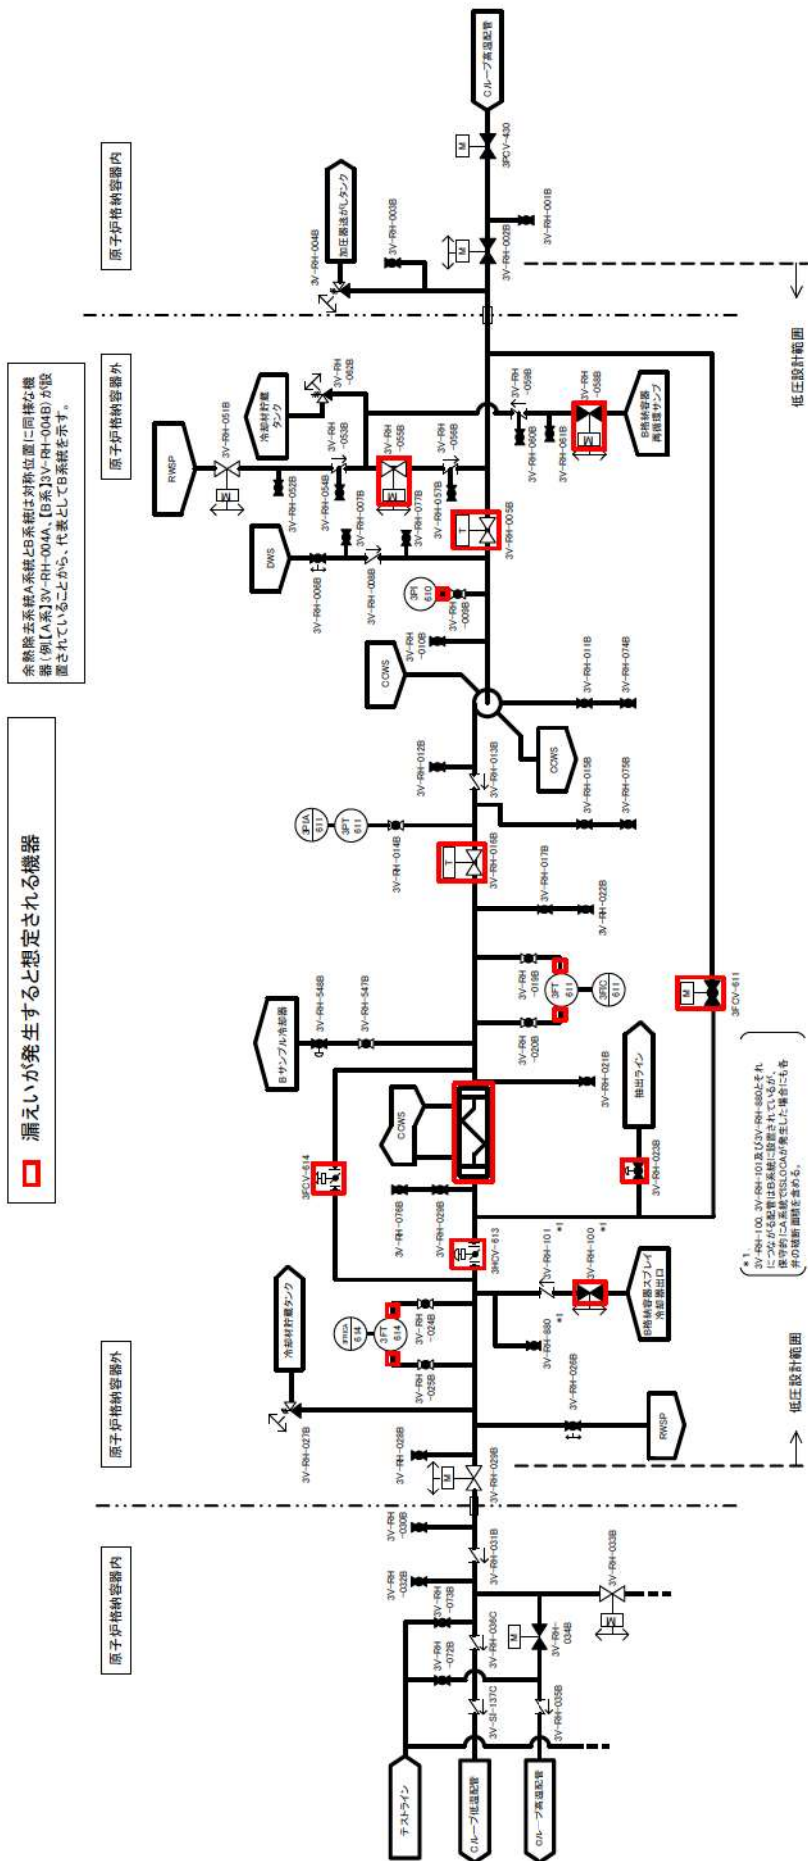 漏えいが発生すると想定される機器
余熱除去系統A系統とB系統は対称位置に同様な機
器(例【A系】3V-RH-004A、【B系】3V-RH-004B)が設
置されていることから、代表としてB系統を示す。
原子炉格納容器内
原子炉格納容器外
原子炉格納容器外
原子炉格納容器内
テストライン
Cループ低温配管
Cループ高温配管
3V-RH-072B
3V-RH-073B
3V-SI-137C
3V-RH-036C
3V-RH-035B
3V-RH-034B
M
3V-RH-033B
M
3V-RH-032B
3V-RH-031B
3V-RH-030B
3V-RH-029B
M
3V-RH-028B
3V-RH-027B
冷却材貯蔵タンク
3V-RH-026B
RWSP
3V-RH-025B
3V-RH-024B
3FT
614
614
3V-RH-880
*1
3V-RH-101
*1
3V-RH-100
*1
B格納容器スプレイ
冷却器出口
3HCV-613
3FCV-614
3V-RH-076B
3V-RH-029B
CCWS
3V-RH-023B
抽出ライン
3V-RH-021B
Bサンプル冷却器
3V-RH-548B
3V-RH-547B
3V-RH-020B
3V-RH-019B
3FT
611
3FIC
611
3V-RH-022B
3V-RH-017B
3V-RH-016B
T
3FCV-611
M
3V-RH-014B
3PIA
611
3PT
611
3V-RH-015B
3V-RH-075B
3V-RH-013B
3V-RH-012B
CCWS
CCWS
3V-RH-011B
3V-RH-074B
3V-RH-010B
3V-RH-009B
3PI
610
DWS
3V-RH-006B
3V-RH-008B
3V-RH-007B
3V-RH-077B
3V-RH-005B
T
RWSP
3V-RH-051B
M
3V-RH-052B
3V-RH-053B
3V-RH-054B
3V-RH-055B
M
3V-RH-056B
3V-RH-057B
冷却材貯蔵
タンク
3V-RH-062B
3V-RH-059B
3V-RH-060B
3V-RH-061B
3V-RH-058B
M
B格納容器
再循環サンプ
加圧器逃がしタンク
3V-RH-004B
3V-RH-003B
3V-RH-002B
M
3V-RH-001B
3PCV-430
M
Cループ高温配管
低圧設計範囲
低圧設計範囲
*1.
3V-RH-100、3V-RH-101及び3V-RH-880とそれ
につながる配管はB系統に設置されているが、
保守的にA系統でISLOCAが発生した場合にも各
弁の破断面積を含める。